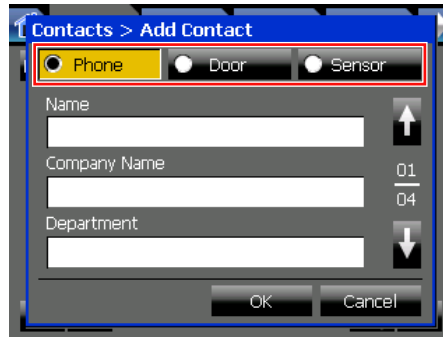 Contacts > Add Contact
Phone Door Sensor
Name
Company Name
01
04
Department
OK Cancel